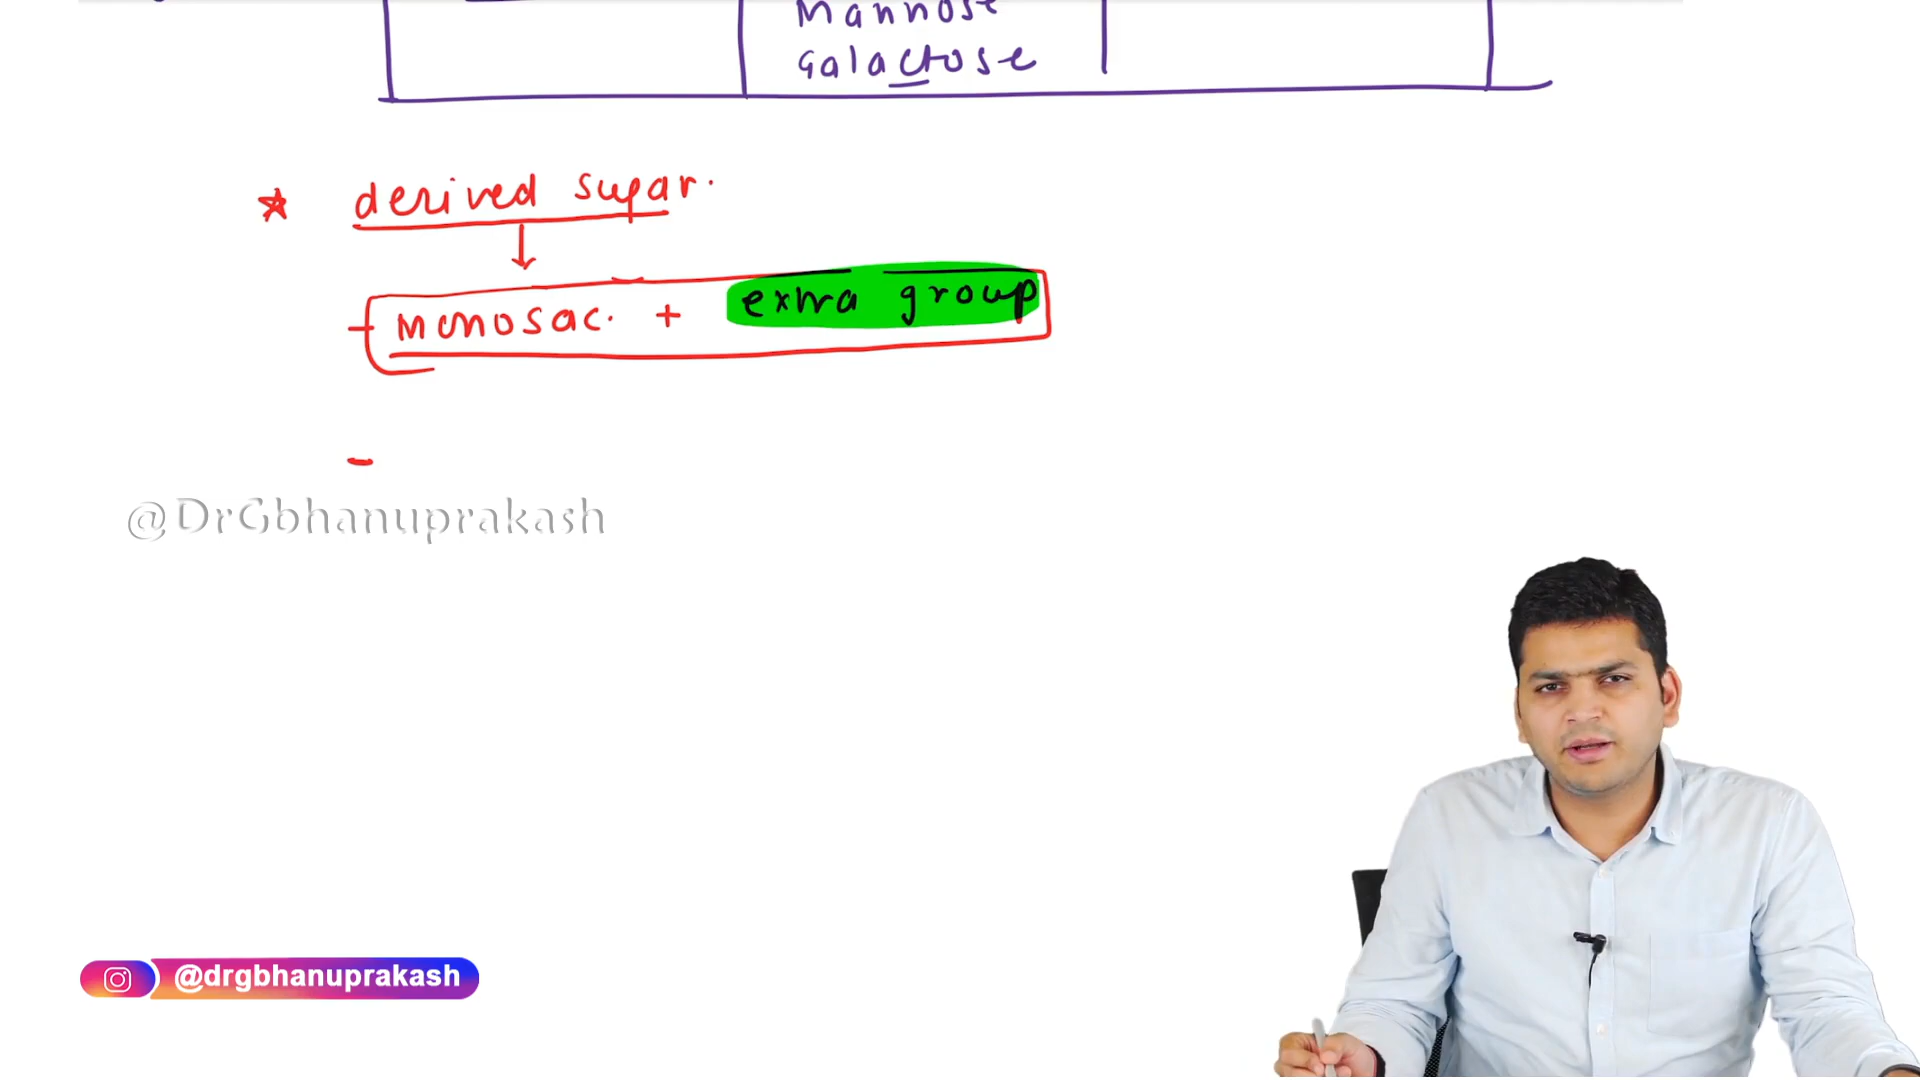 Mannose
Galactose
derived sugar.
monosac. + extra group
@DrGbhanuprakash
@drgbhanuprakash